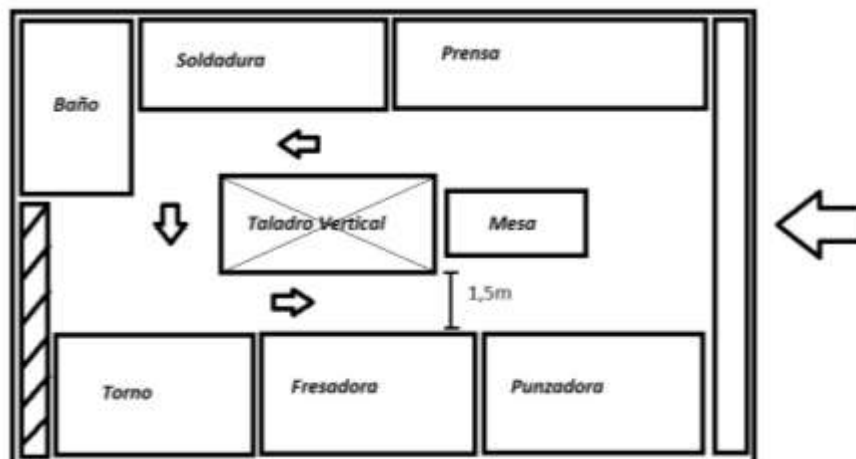 Soldadura
Prensa
Baño
Taladro Vertical
Mesa
1,5m
Torno
Fresadora
Punzadora